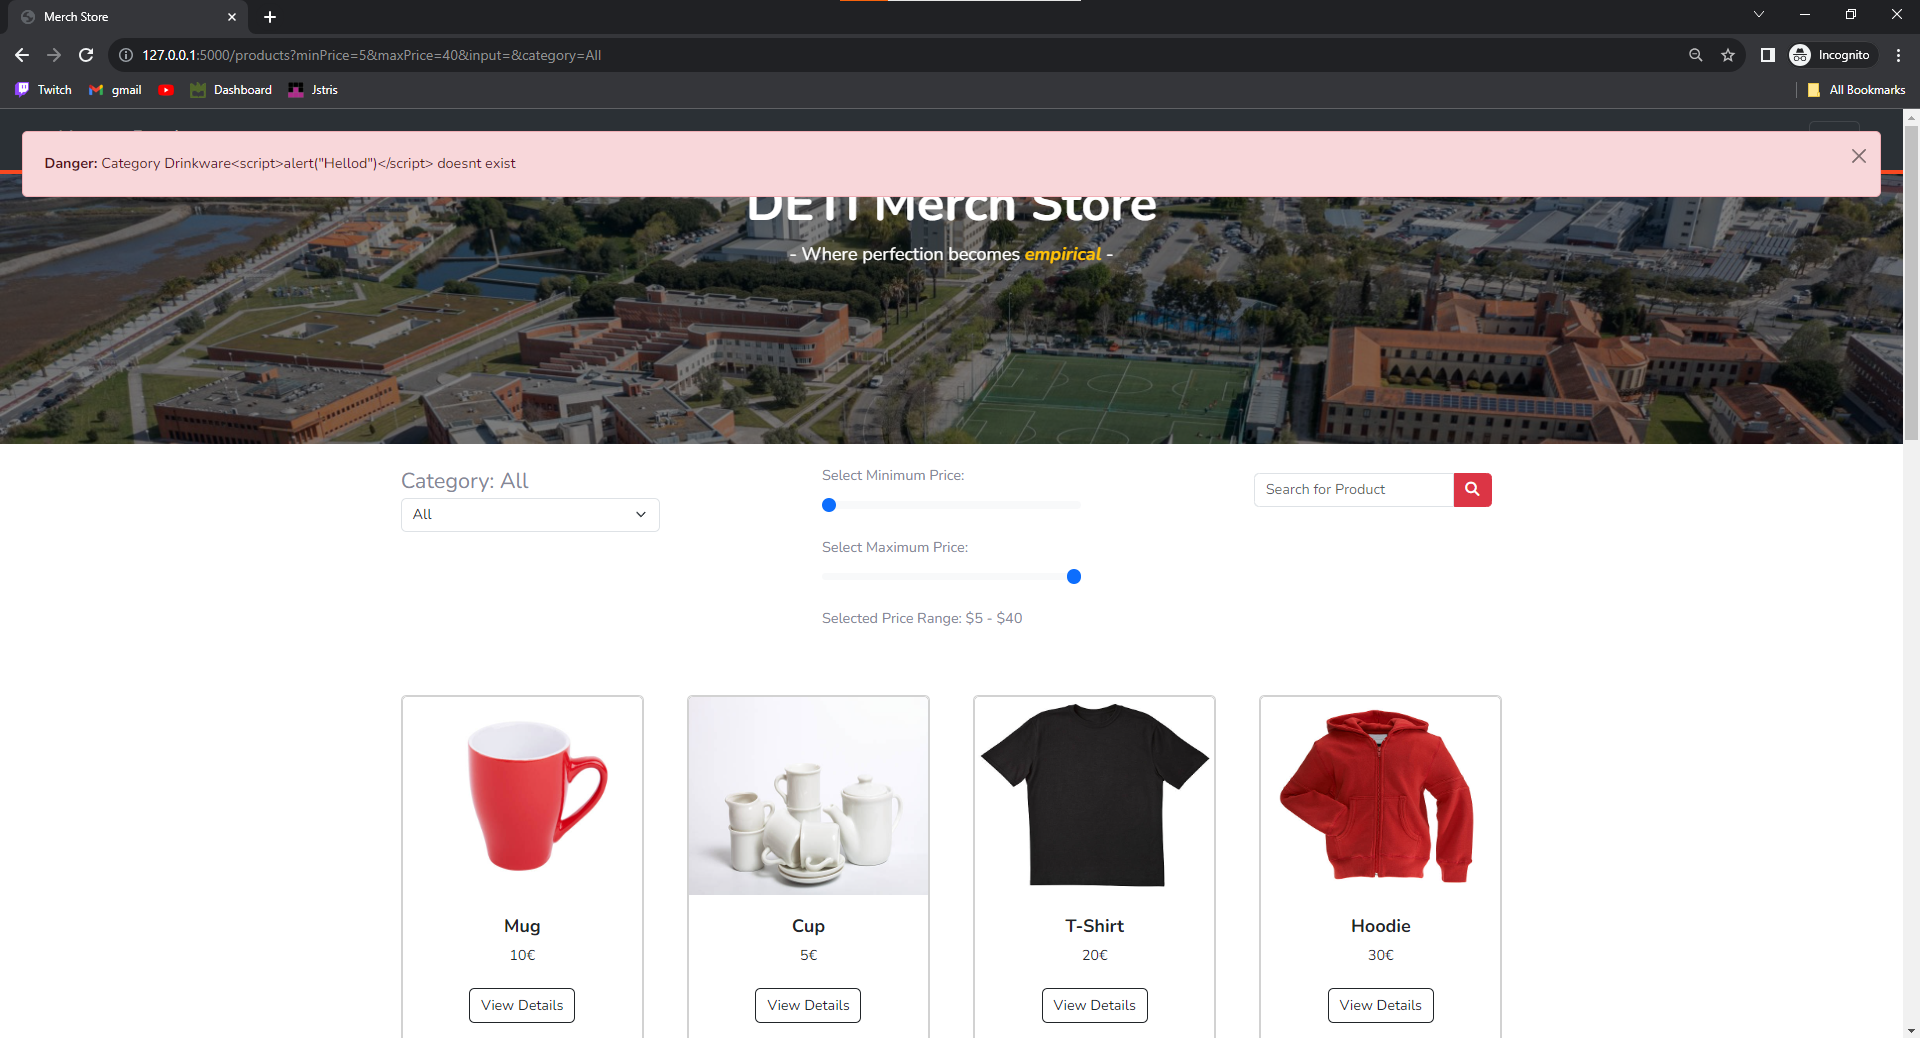 Merch Store
127.0.0.1:5000/products?minPrice=5&maxPrice=40&input=&category=All
Incognito
Twitch
gmail
Dashboard
Jstris
All Bookmarks
Danger: Category Drinkware<script>alert("Hellod")</script> doesnt exist
DETI Merch Store
- Where perfection becomes empirical -
Category: All
All
Select Minimum Price:
Select Maximum Price:
Selected Price Range: $5 - $40
Search for Product
Mug
10€
View Details
Cup
5€
View Details
T-Shirt
20€
View Details
Hoodie
30€
View Details